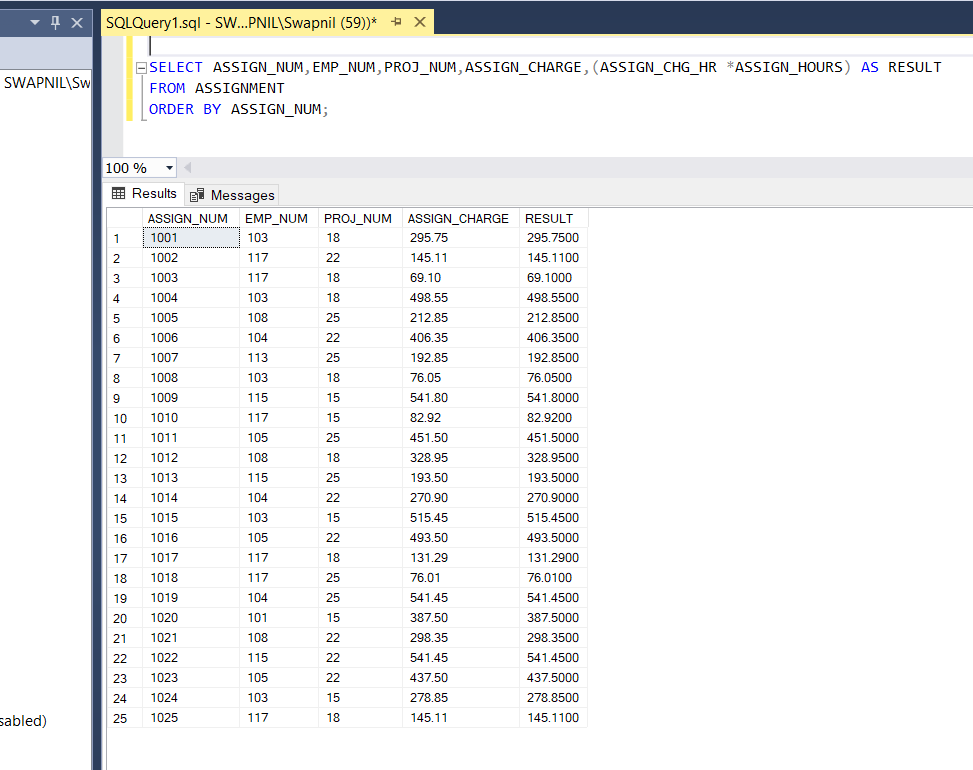 SQLQuery1.sql - SW...PNIL\Swapnil (59))*
SWAPNIL\Sw
SELECT ASSIGN_NUM,EMP_NUM,PROJ_NUM,ASSIGN_CHARGE,(ASSIGN_CHG_HR *ASSIGN_HOURS) AS RESULT
FROM ASSIGNMENT
ORDER BY ASSIGN_NUM;
100 %
Results Messages
ASSIGN_NUM EMP_NUM PROJ_NUM ASSIGN_CHARGE RESULT
1 1001 103 18 295.75 295.7500
2 1002 117 22 145.11 145.1100
3 1003 117 18 69.10 69.1000
4 1004 103 18 498.55 498.5500
5 1005 108 25 212.85 212.8500
6 1006 104 22 406.35 406.3500
7 1007 113 25 192.85 192.8500
8 1008 103 18 76.05 76.0500
9 1009 115 15 541.80 541.8000
10 1010 117 15 82.92 82.9200
11 1011 105 25 451.50 451.5000
12 1012 108 18 328.95 328.9500
13 1013 115 25 193.50 193.5000
14 1014 104 22 270.90 270.9000
15 1015 103 15 515.45 515.4500
16 1016 105 22 493.50 493.5000
17 1017 117 18 131.29 131.2900
18 1018 117 25 76.01 76.0100
19 1019 104 25 541.45 541.4500
20 1020 101 15 387.50 387.5000
21 1021 108 22 298.35 298.3500
22 1022 115 22 541.45 541.4500
23 1023 105 22 437.50 437.5000
24 1024 103 15 278.85 278.8500
25 1025 117 18 145.11 145.1100
sabled)